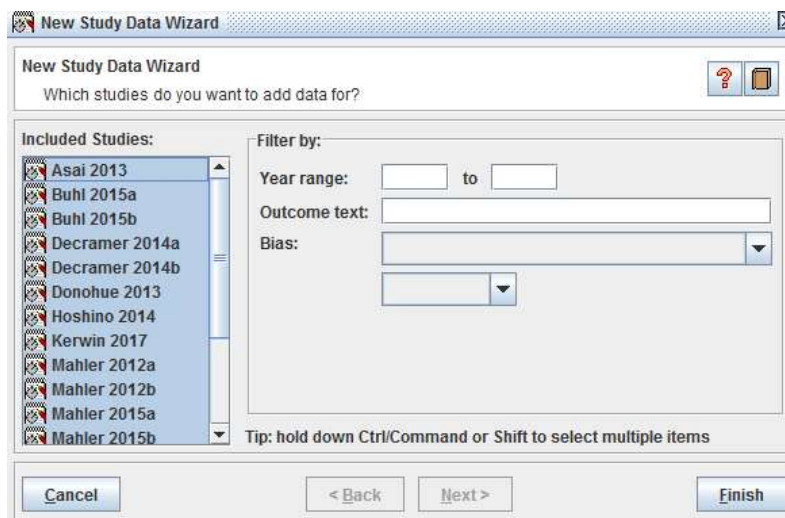 New Study Data Wizard
New Study Data Wizard
Which studies do you want to add data for?
Included Studies:
Asai 2013
Buhl 2015a
Buhl 2015b
Decramer 2014a
Decramer 2014b
Donohue 2013
Hoshino 2014
Kerwin 2017
Mahler 2012a
Mahler 2012b
Mahler 2015a
Mahler 2015b
Filter by:
Year range: to
Outcome text:
Bias:
Tip: hold down Ctrl/Command or Shift to select multiple items
Cancel < Back Next > Finish